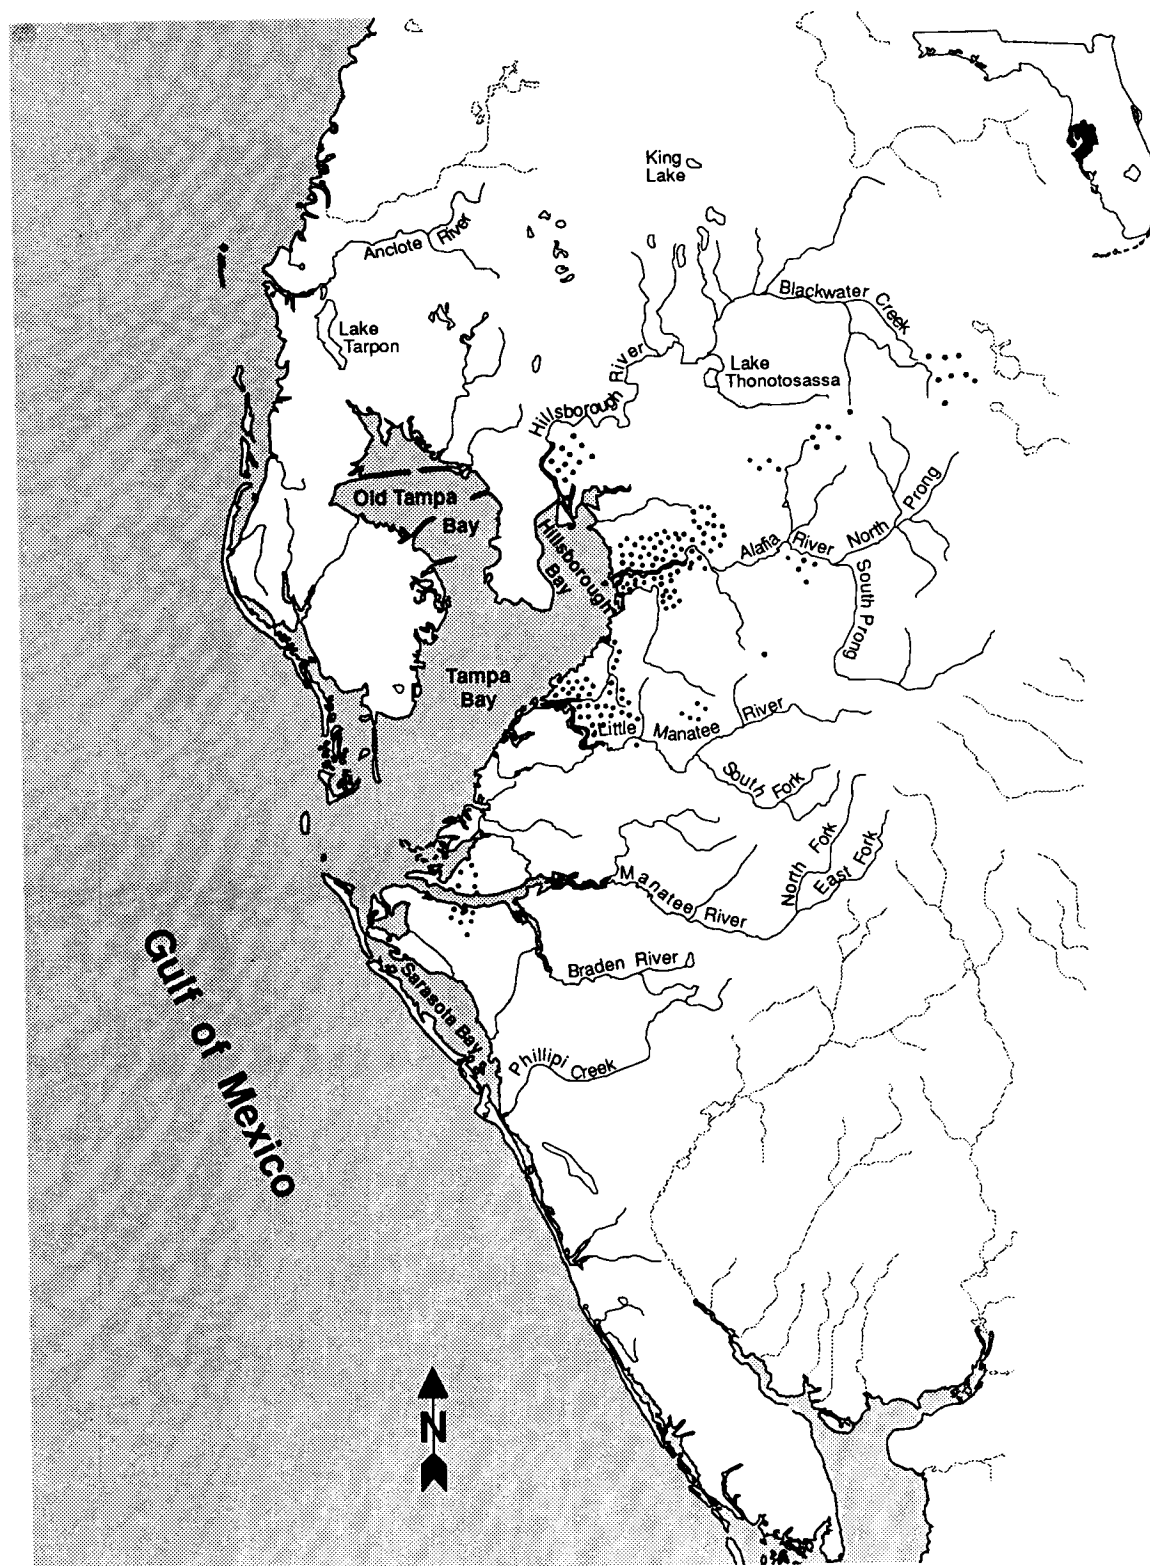 King
Lake
Anclote River
Blackwater Creek
Lake
Tarpon
Hillsborough River
Lake
Thonotosassa
Old Tampa
Bay
Hillsborough
Bay
Alafia River
North Prong
South Prong
Tampa
Bay
Little Manatee River
South Fork
North Fork
East Fork
Manatee River
Braden River
Sarasota Bay
Phillipi Creek
Gulf of Mexico
N